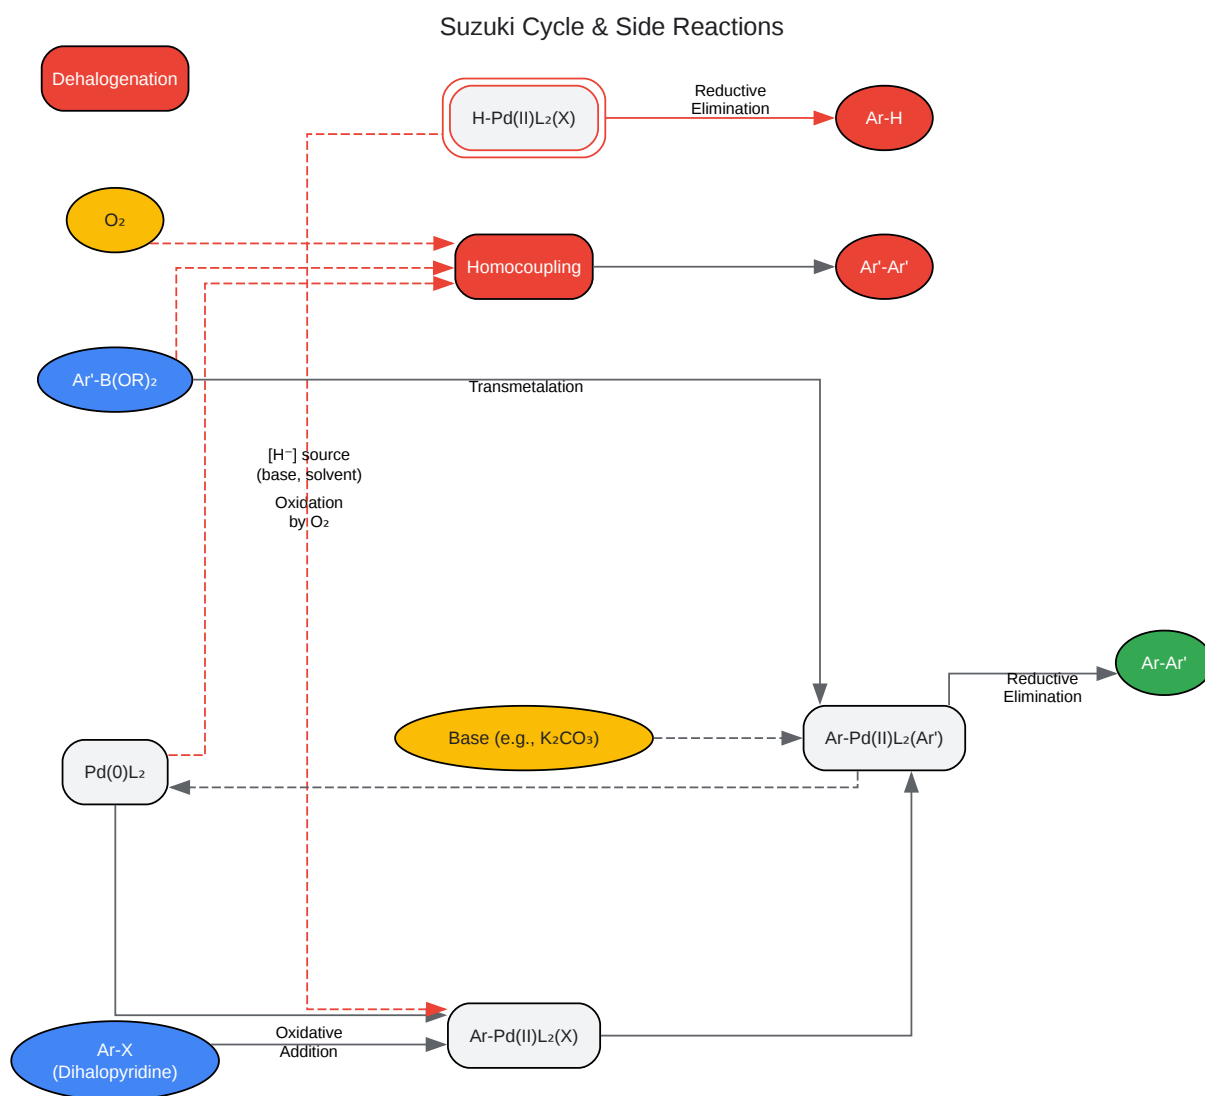 Suzuki Cycle & Side Reactions
Dehalogenation
H-Pd(II)L₂(X)
Reductive
Elimination
Ar-H
O₂
Homocoupling
Ar'-Ar'
Ar'-B(OR)₂
Transmetalation
[H⁻] source
(base, solvent)
Oxidation
by O₂
Ar-Ar'
Reductive
Elimination
Base (e.g., K₂CO₃)
Ar-Pd(II)L₂(Ar')
Pd(0)L₂
Ar-X
(Dihalopyridine)
Oxidative
Addition
Ar-Pd(II)L₂(X)